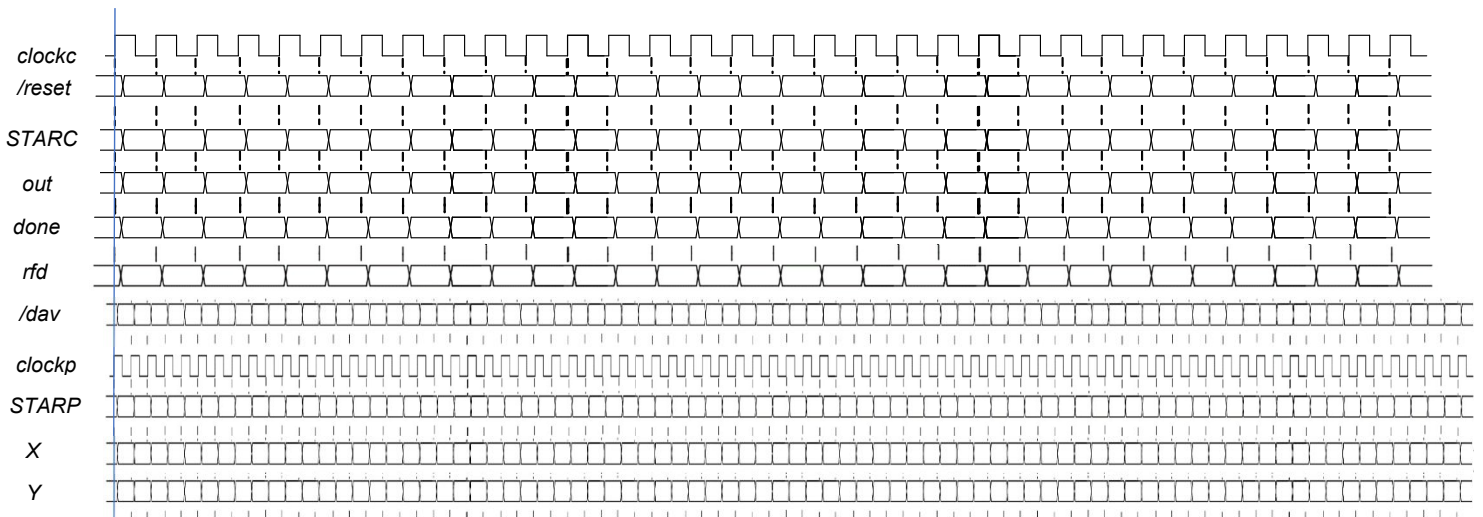 clockc
/reset
STARC
out
done
rfd
/dav
clockp
STARP
X
Y